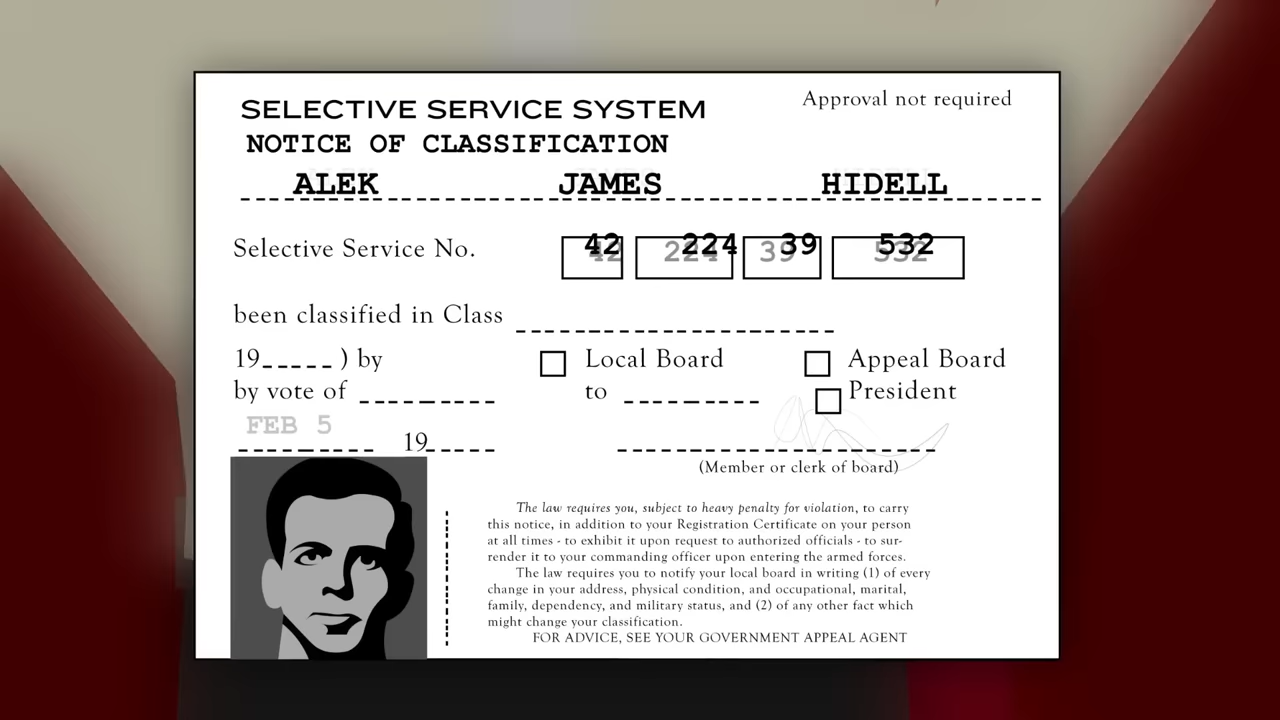 SELECTIVE SERVICE SYSTEM
Approval not required
NOTICE OF CLASSIFICATION
ALEK JAMES HIDELL
Selective Service No. 42 224 39 532
42 224 39 532
been classified in Class
19_____ ) by Local Board Appeal Board
by vote of to President
FEB 5
19
(Member or clerk of board)
The law requires you, subject to heavy penalty for violation, to carry
this notice, in addition to your Registration Certificate on your person
at all times - to exhibit it upon request to authorized officials - to sur-
render it to your commanding officer upon entering the armed forces.
The law requires you to notify your local board in writing (1) of every
change in your address, physical condition, and occupational, marital,
family, dependency, and military status, and (2) of any other fact which
might change your classification.
FOR ADVICE, SEE YOUR GOVERNMENT APPEAL AGENT